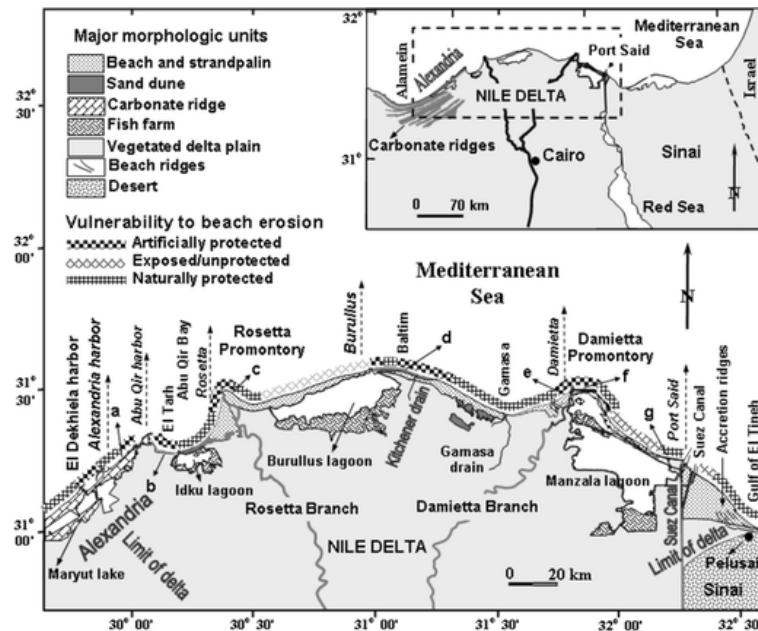 Major morphologic units
Beach and strandpalin
Sand dune
Carbonate ridge
Fish farm
Vegetated delta plain
Beach ridges
Desert
Vulnerability to beach erosion
Artificially protected
Exposed/unprotected
Naturally protected
32°
31°
32°
Mediterranean
Sea
Port Said
Alamein
Alexandria
Israel
NILE DELTA
Carbonate ridges
Cairo
Sinai
N
0 70 km
Red Sea
32°
30'
32°
00'
31°
30'
31°
00'
Mediterranean
Sea
N
El Dekhiela harbor
Alexandria harbor
a
Abu Qir harbor
El Tarh
Abu Qir Bay
Rosetta
Rosetta
Promontory
c
Burullus
Baltim
d
Gamasa
Damietta
Damietta
Promontory
e
f
g
Port Said
Suez Canal
Accretion ridges
Gulf of El Tineh
b
Idku lagoon
Burullus lagoon
Kitchener drain
Gamasa
drain
Manzala lagoon
Suez Canal
Alexandria
Limit of delta
Maryut lake
Rosetta Branch
Damietta Branch
NILE DELTA
Limit of delta
Pelusai
Sinai
0 20 km
30° 00' 30° 30' 31° 00' 31° 30' 32° 00' 32° 30'